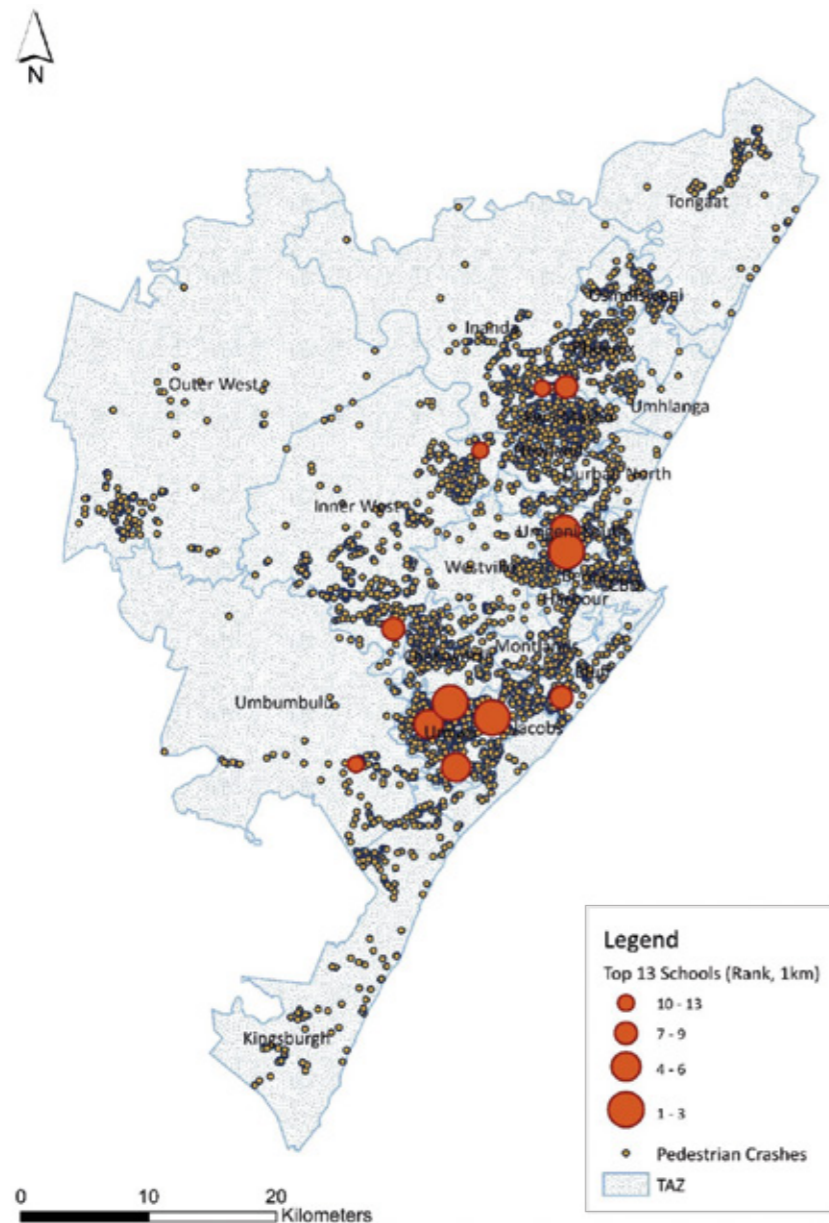 N
Tongaat
Inanda
Outer West
Umhlanga
Durban North
Inner West
Westville
Harbour
Umbumbulu
Jacobs
Kingsburgh
Legend
Top 13 Schools (Rank, 1km)
10 - 13
7 - 9
4 - 6
1 - 3
Pedestrian Crashes
TAZ
0 10 20
Kilometers